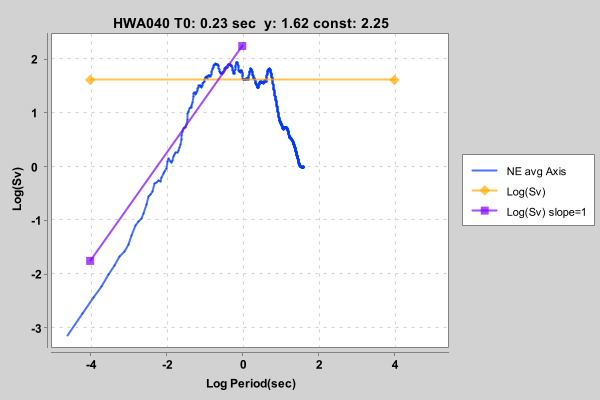 HWA040 T0: 0.23 sec  y: 1.62 const: 2.25
Log(Sv)
2
1
0
-1
-2
-3
-4
-2
0
2
4
Log Period(sec)
NE avg Axis
Log(Sv)
Log(Sv) slope=1